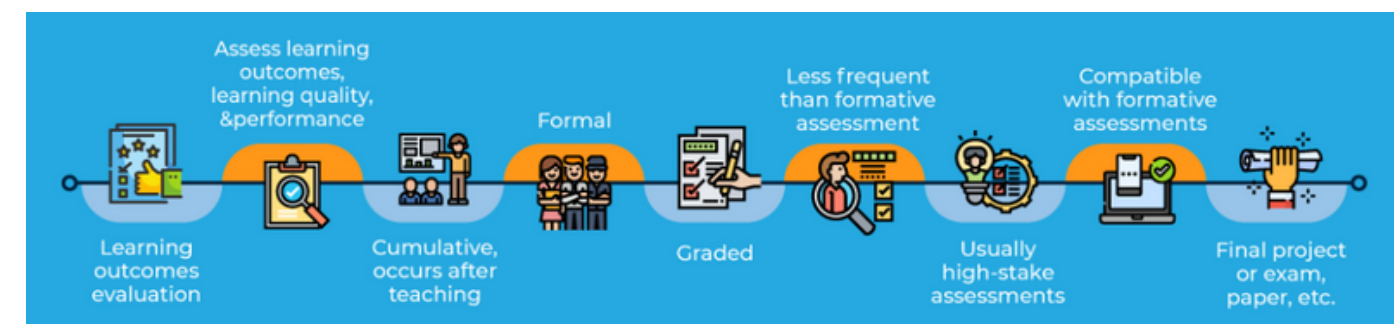 Learning
outcomes
evaluation
Assess learning
outcomes,
learning quality,
&performance
Cumulative,
occurs after
teaching
Formal
Graded
Less frequent
than formative
assessment
Usually
high-stake
assessments
Compatible
with formative
assessments
Final project
or exam,
paper, etc.